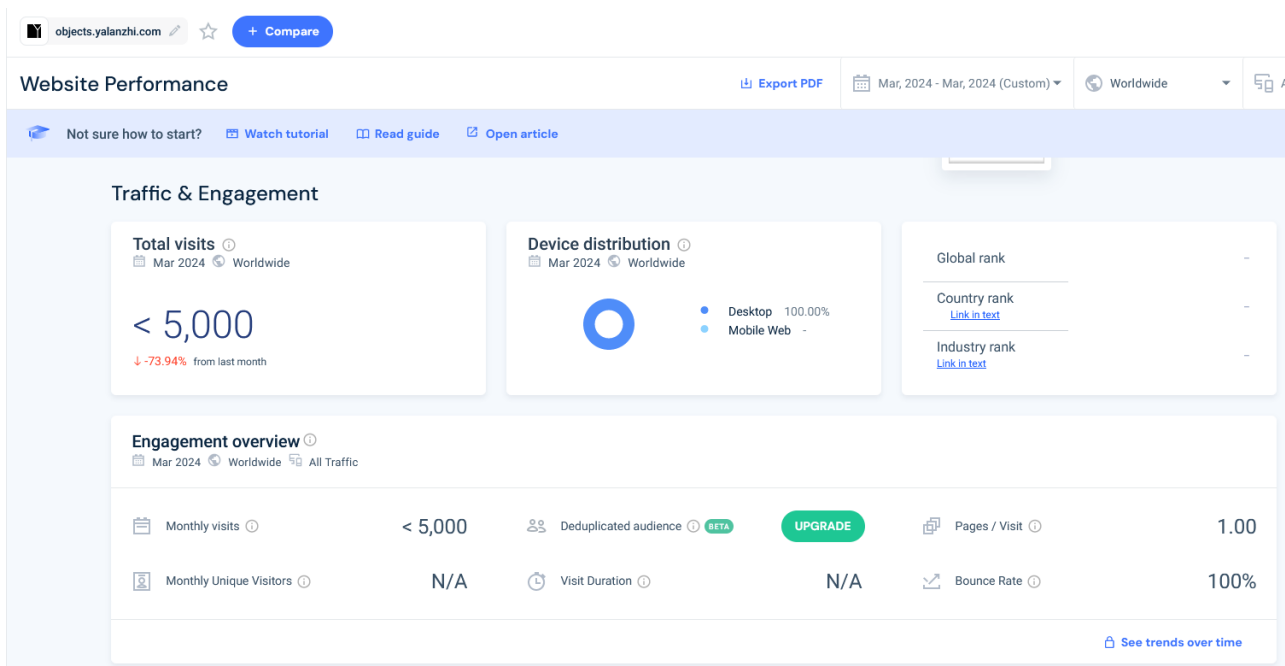 objects.yalanzhi.com
+ Compare
Website Performance
Export PDF
Mar, 2024 - Mar, 2024 (Custom)
Worldwide
Not sure how to start?
Watch tutorial
Read guide
Open article
Traffic & Engagement
Total visits
Mar 2024 Worldwide
< 5,000
↓ -73.94% from last month
Device distribution
Mar 2024 Worldwide
Desktop 100.00%
Mobile Web -
Global rank –
Country rank –
Link in text
Industry rank –
Link in text
Engagement overview
Mar 2024 Worldwide All Traffic
Monthly visits < 5,000
Deduplicated audience BETA UPGRADE
Pages / Visit 1.00
Monthly Unique Visitors N/A
Visit Duration N/A
Bounce Rate 100%
See trends over time